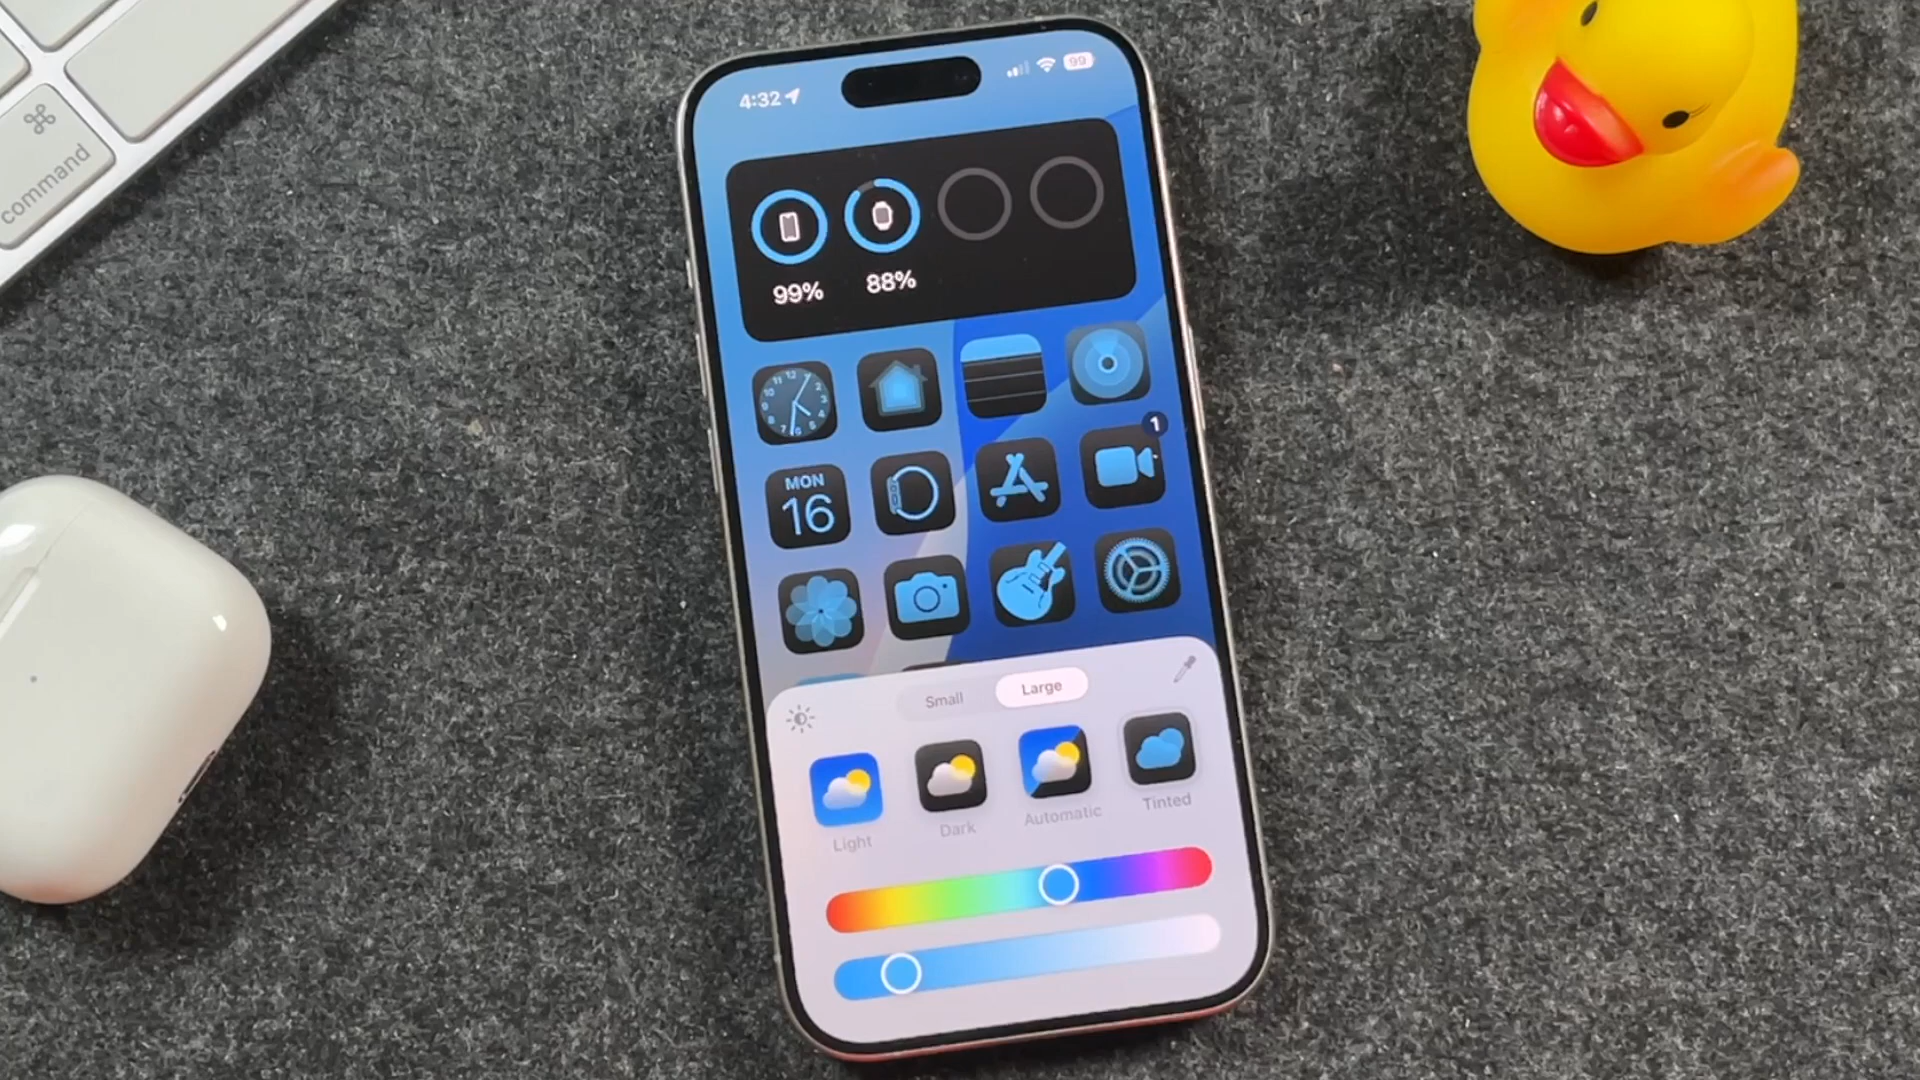 ⌘
command
4:32
99
99%
88%
1
MON
16
Small
Large
Light
Dark
Automatic
Tinted